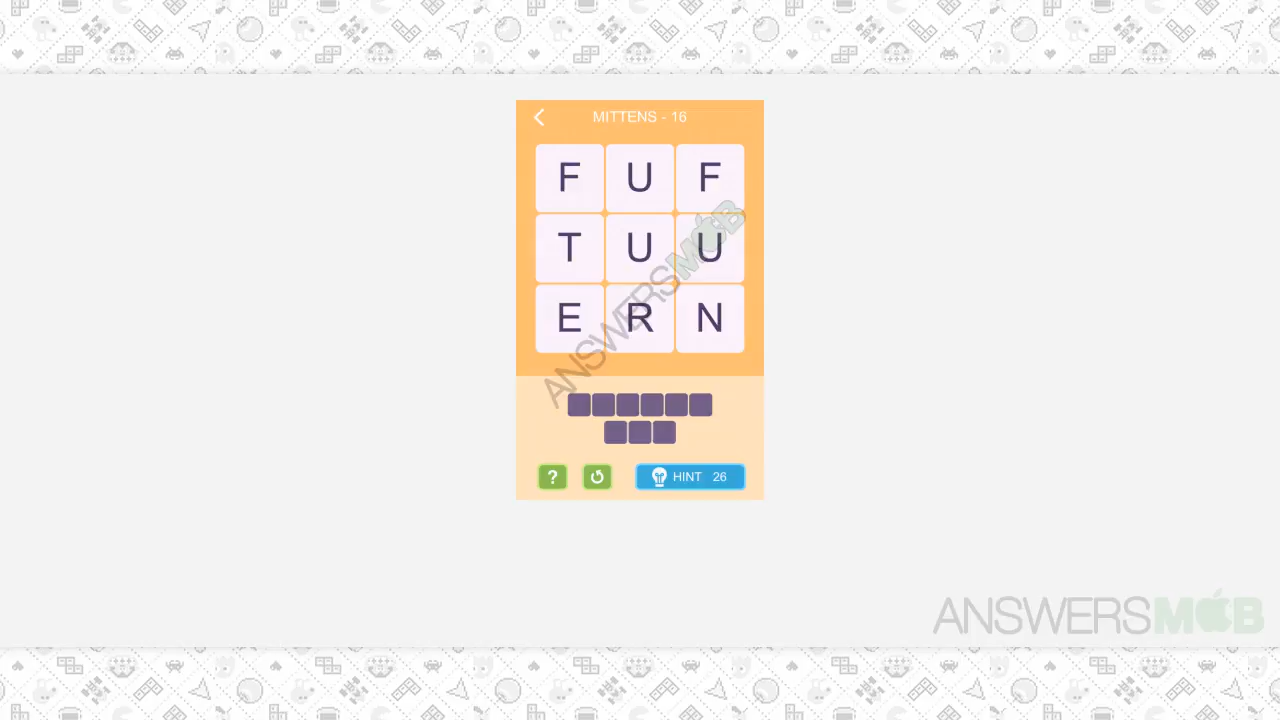 MITTENS - 16
F U F
T U U
E R N
ANSWERSMOB
? HINT 26
ANSWERSMOB